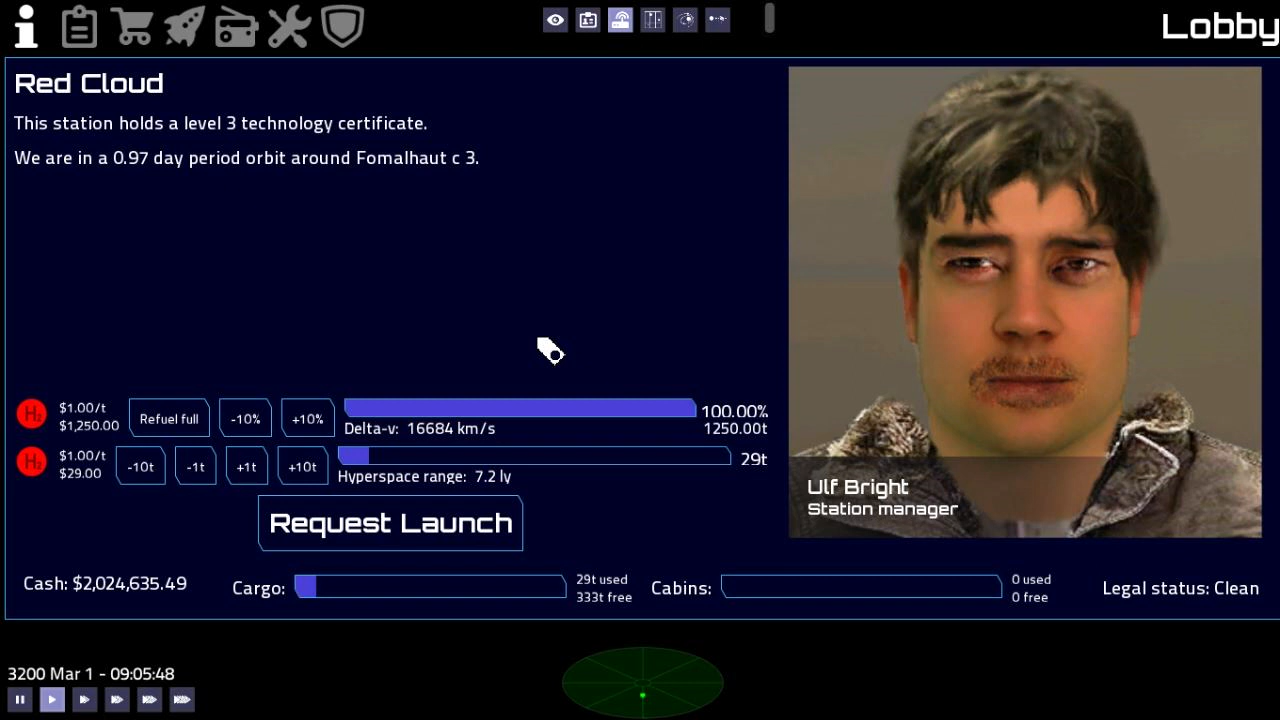 Lobby
Red Cloud
This station holds a level 3 technology certificate.
We are in a 0.97 day period orbit around Fomalhaut c 3.
H₂
$1.00/t
$1,250.00
Refuel full
-10%
+10%
100.00%
Delta-v: 16684 km/s
1250.00t
H₂
$1.00/t
$29.00
-10t
-1t
+1t
+10t
29t
Hyperspace range: 7.2 ly
Request Launch
Ulf Bright
Station manager
Cash: $2,024,635.49
Cargo:
29t used
333t free
Cabins:
0 used
0 free
Legal status: Clean
3200 Mar 1 - 09:05:48